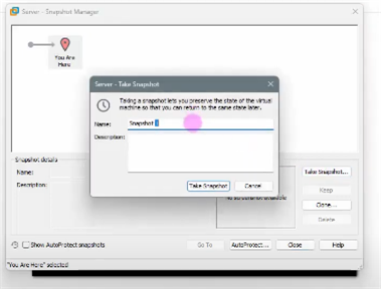 Server - Snapshot Manager
You Are
Here
Server - Take Snapshot
Taking a snapshot lets you preserve the state of the virtual
machine so that you can return to the same state later.
Name:
Snapshot
Description:
Take Snapshot
Cancel
Snapshot details
Name:
Description:
Take Snapshot...
Keep
Clone...
Delete
Show AutoProtect snapshots
Go To
AutoProtect...
Close
Help
"You Are Here" selected